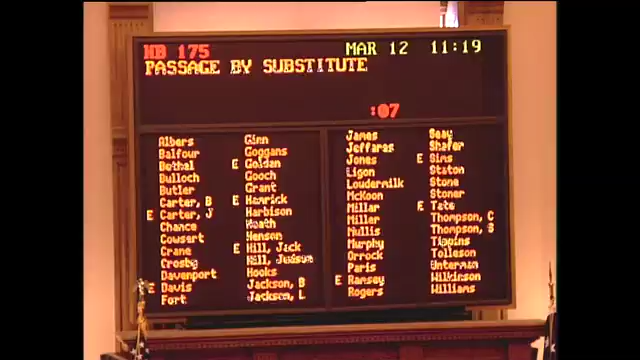 HB 175 MAR 12 11:19
PASSAGE BY SUBSTITUTE
:07
Albers
Balfour
Bethel
Bulloch
Butler
Carter, B
E Carter, J
Chance
Cowsert
Crane
Crosby
Davenport
E Davis
Fort
Ginn
Goggans
E Golden
Gooch
Grant
E Hamrick
Harbison
Heath
Henson
E Hill, Jack
Hill, Judson
Hooks
Jackson, B
Jackson, L
James
Jeffares
Jones
Ligon
Loudermilk
McKoon
Millar
Miller
Mullis
Murphy
Orrock
Paris
E Ramsey
Rogers
Seay
Shafer
E Sims
Staton
Stone
Stoner
E Tate
Thompson, C
Thompson, S
Tippins
Tolleson
Unterman
Wilkinson
Williams